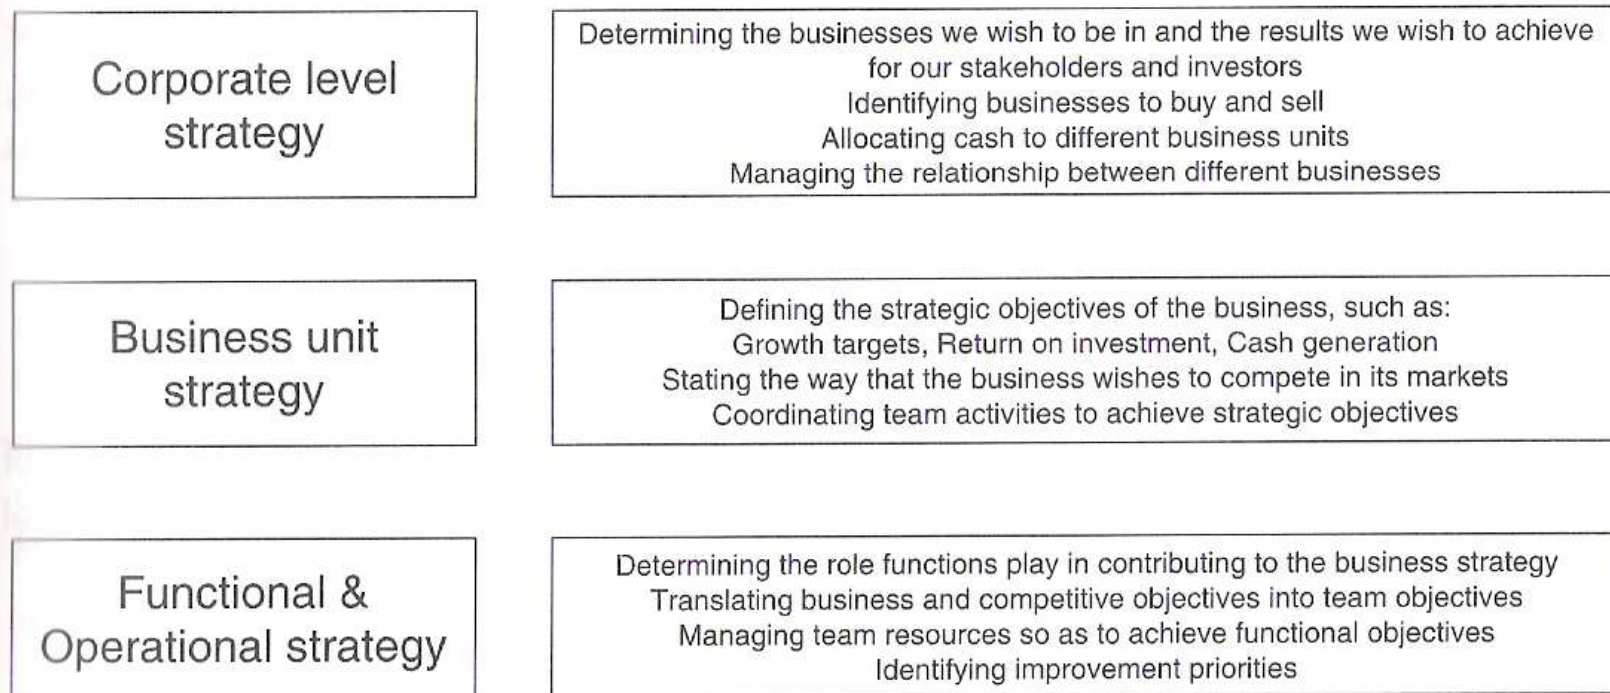 Corporate level
strategy
Determining the businesses we wish to be in and the results we wish to achieve
for our stakeholders and investors
Identifying businesses to buy and sell
Allocating cash to different business units
Managing the relationship between different businesses
Business unit
strategy
Defining the strategic objectives of the business, such as:
Growth targets, Return on investment, Cash generation
Stating the way that the business wishes to compete in its markets
Coordinating team activities to achieve strategic objectives
Functional &
Operational strategy
Determining the role functions play in contributing to the business strategy
Translating business and competitive objectives into team objectives
Managing team resources so as to achieve functional objectives
Identifying improvement priorities